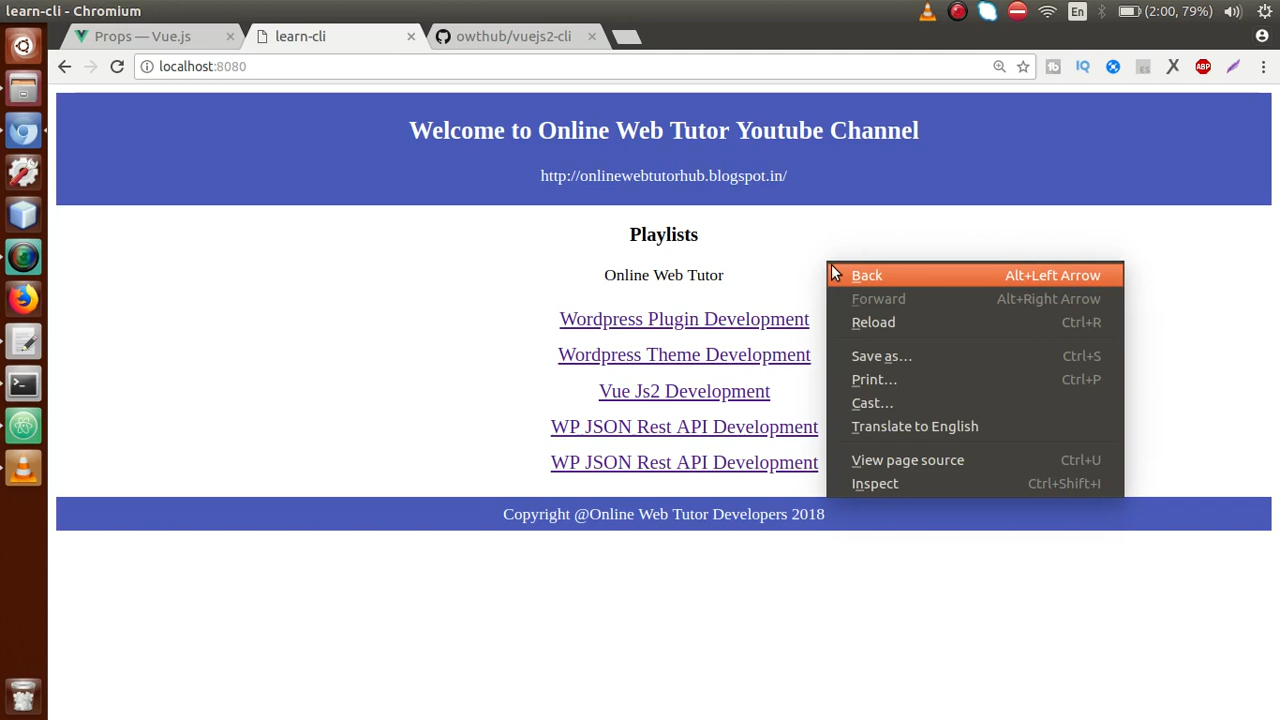 learn-cli - Chromium
En
(2:00, 79%)
Props — Vue.js
learn-cli
owthub/vuejs2-cli
localhost:8080
IQ
ES
X
ABP
Welcome to Online Web Tutor Youtube Channel
http://onlinewebtutorhub.blogspot.in/
Playlists
Online Web Tutor
Wordpress Plugin Development
Wordpress Theme Development
Vue Js2 Development
WP JSON Rest API Development
WP JSON Rest API Development
Back Alt+Left Arrow
Forward Alt+Right Arrow
Reload Ctrl+R
Save as… Ctrl+S
Print… Ctrl+P
Cast…
Translate to English
View page source Ctrl+U
Inspect Ctrl+Shift+I
Copyright @Online Web Tutor Developers 2018